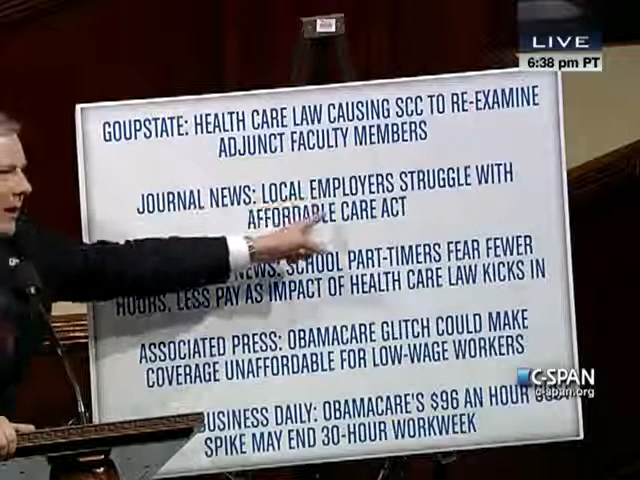 LIVE
6:38 pm PT
GOUPSTATE: HEALTH CARE LAW CAUSING SCC TO RE-EXAMINE
ADJUNCT FACULTY MEMBERS
JOURNAL NEWS: LOCAL EMPLOYERS STRUGGLE WITH
AFFORDABLE CARE ACT
NEWS: SCHOOL PART-TIMERS FEAR FEWER
HOURS, LESS PAY AS IMPACT OF HEALTH CARE LAW KICKS IN
ASSOCIATED PRESS: OBAMACARE GLITCH COULD MAKE
COVERAGE UNAFFORDABLE FOR LOW-WAGE WORKERS
C-SPAN
c-span.org
BUSINESS DAILY: OBAMACARE'S $96 AN HOUR
SPIKE MAY END 30-HOUR WORKWEEK